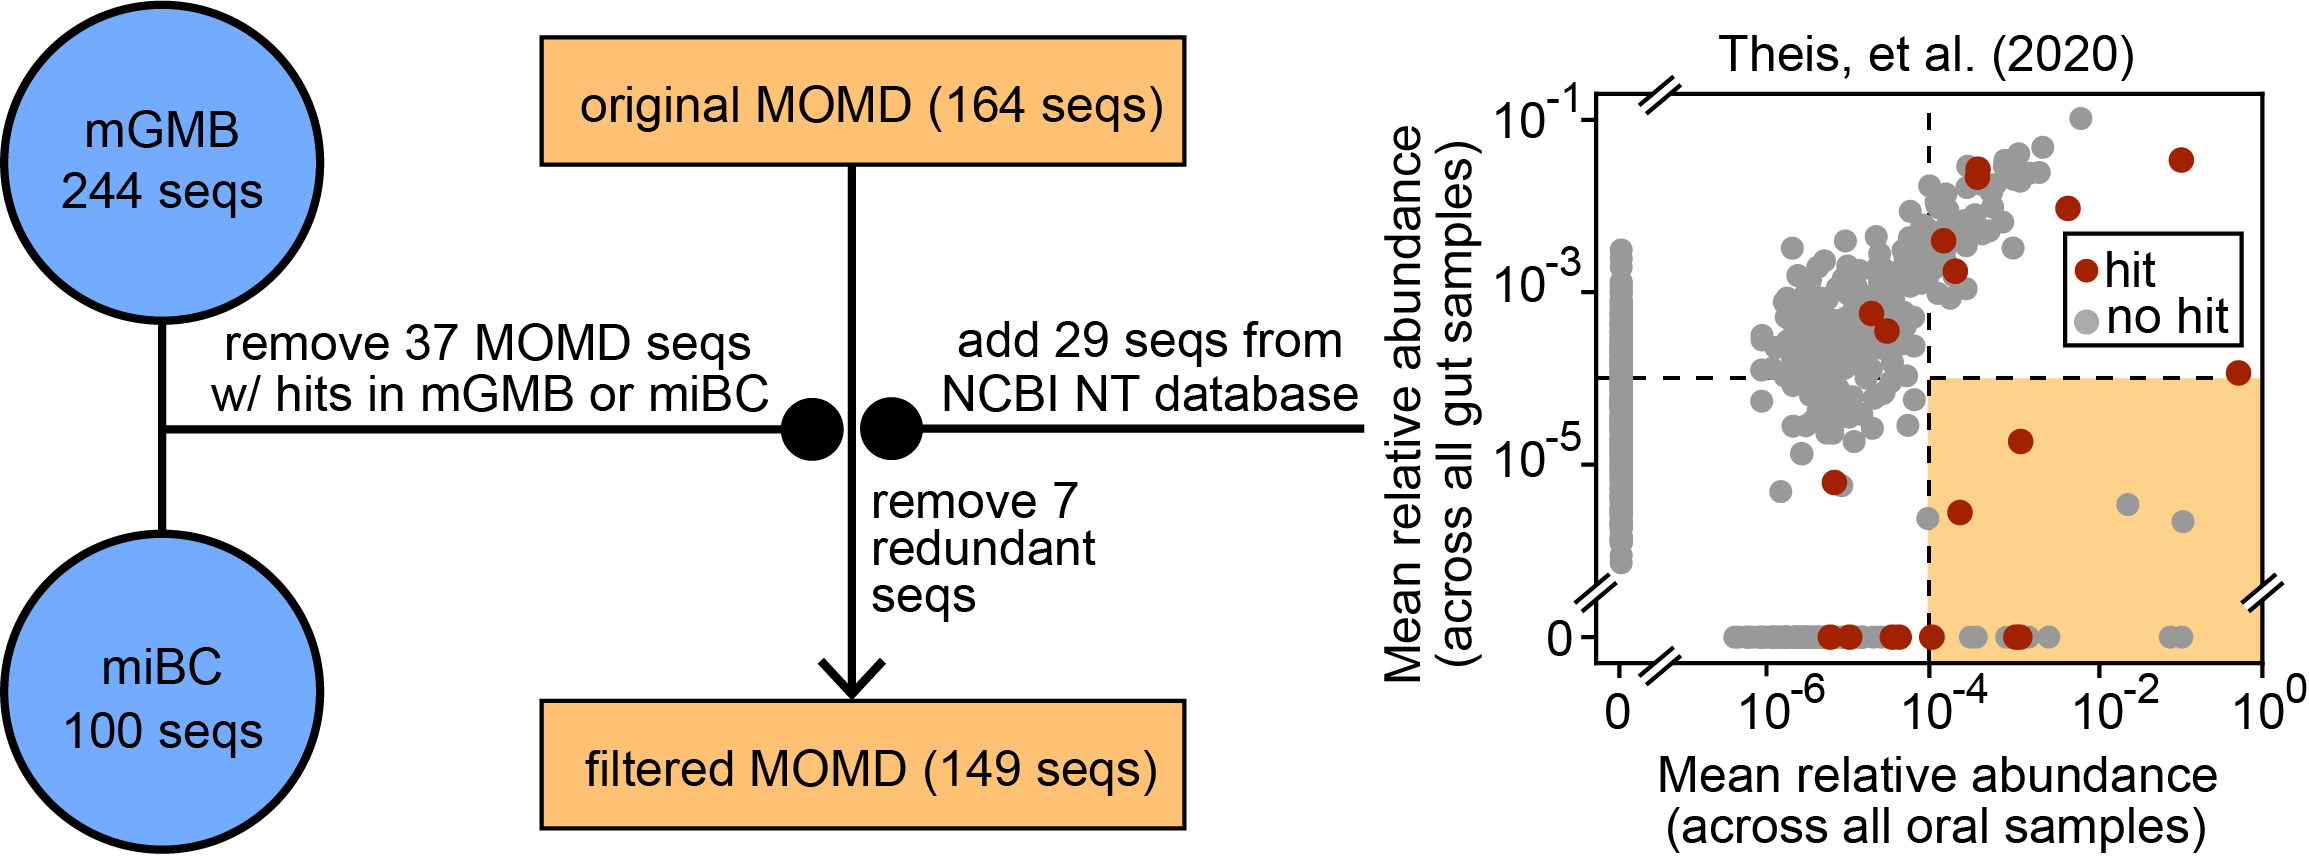 mGMB
244 seqs
miBC
100 seqs
remove 37 MOMD seqs
w/ hits in mGMB or miBC
original MOMD (164 seqs)
add 29 seqs from
NCBI NT database
remove 7
redundant
seqs
filtered MOMD (149 seqs)
Theis, et al. (2020)
Mean relative abundance
(across all gut samples)
10⁻¹
10⁻³
10⁻⁵
0
hit
no hit
0 10⁻⁶ 10⁻⁴ 10⁻² 10⁰
Mean relative abundance
(across all oral samples)